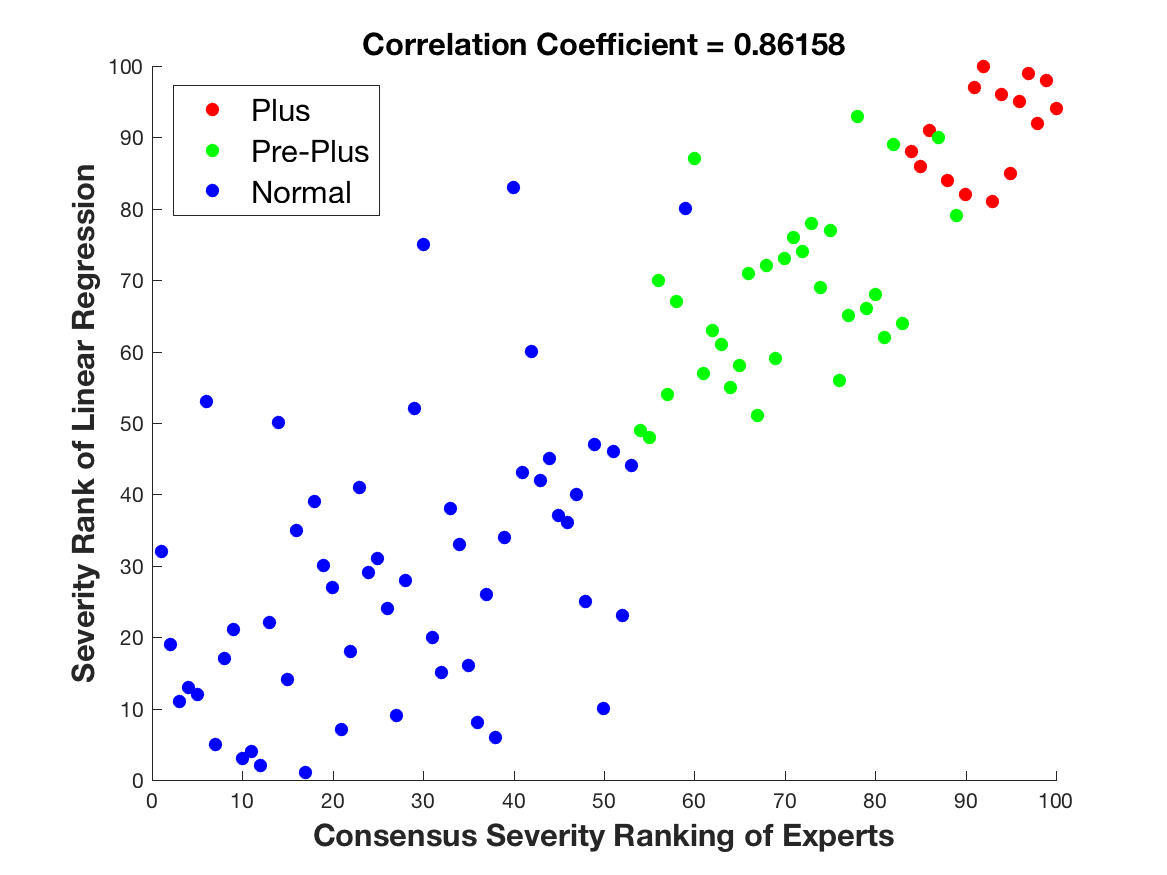 Correlation Coefficient = 0.86158
100
90
80
70
60
50
40
30
20
10
0
Plus
Pre-Plus
Normal
Severity Rank of Linear Regression
0 10 20 30 40 50 60 70 80 90 100
Consensus Severity Ranking of Experts